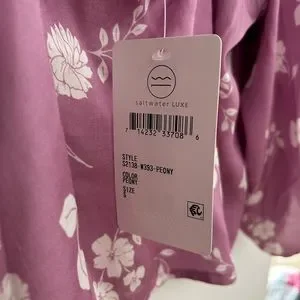 saltwater LUXE
7 14232 33708 6
STYLE
S2138-W393-PEONY
COLOR
PEONY
SIZE
S